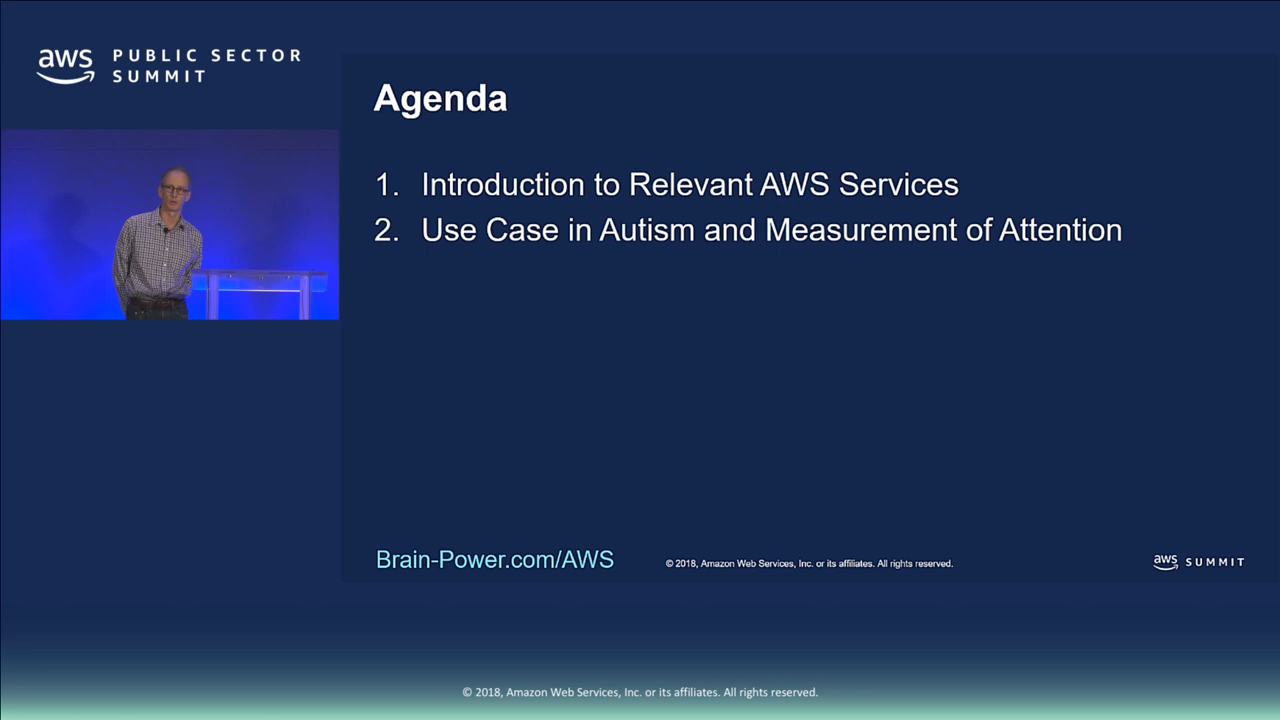 aws PUBLIC SECTOR
SUMMIT
Agenda
1. Introduction to Relevant AWS Services
2. Use Case in Autism and Measurement of Attention
Brain-Power.com/AWS
© 2018, Amazon Web Services, Inc. or its affiliates. All rights reserved.
aws SUMMIT
© 2018, Amazon Web Services, Inc. or its affiliates. All rights reserved.